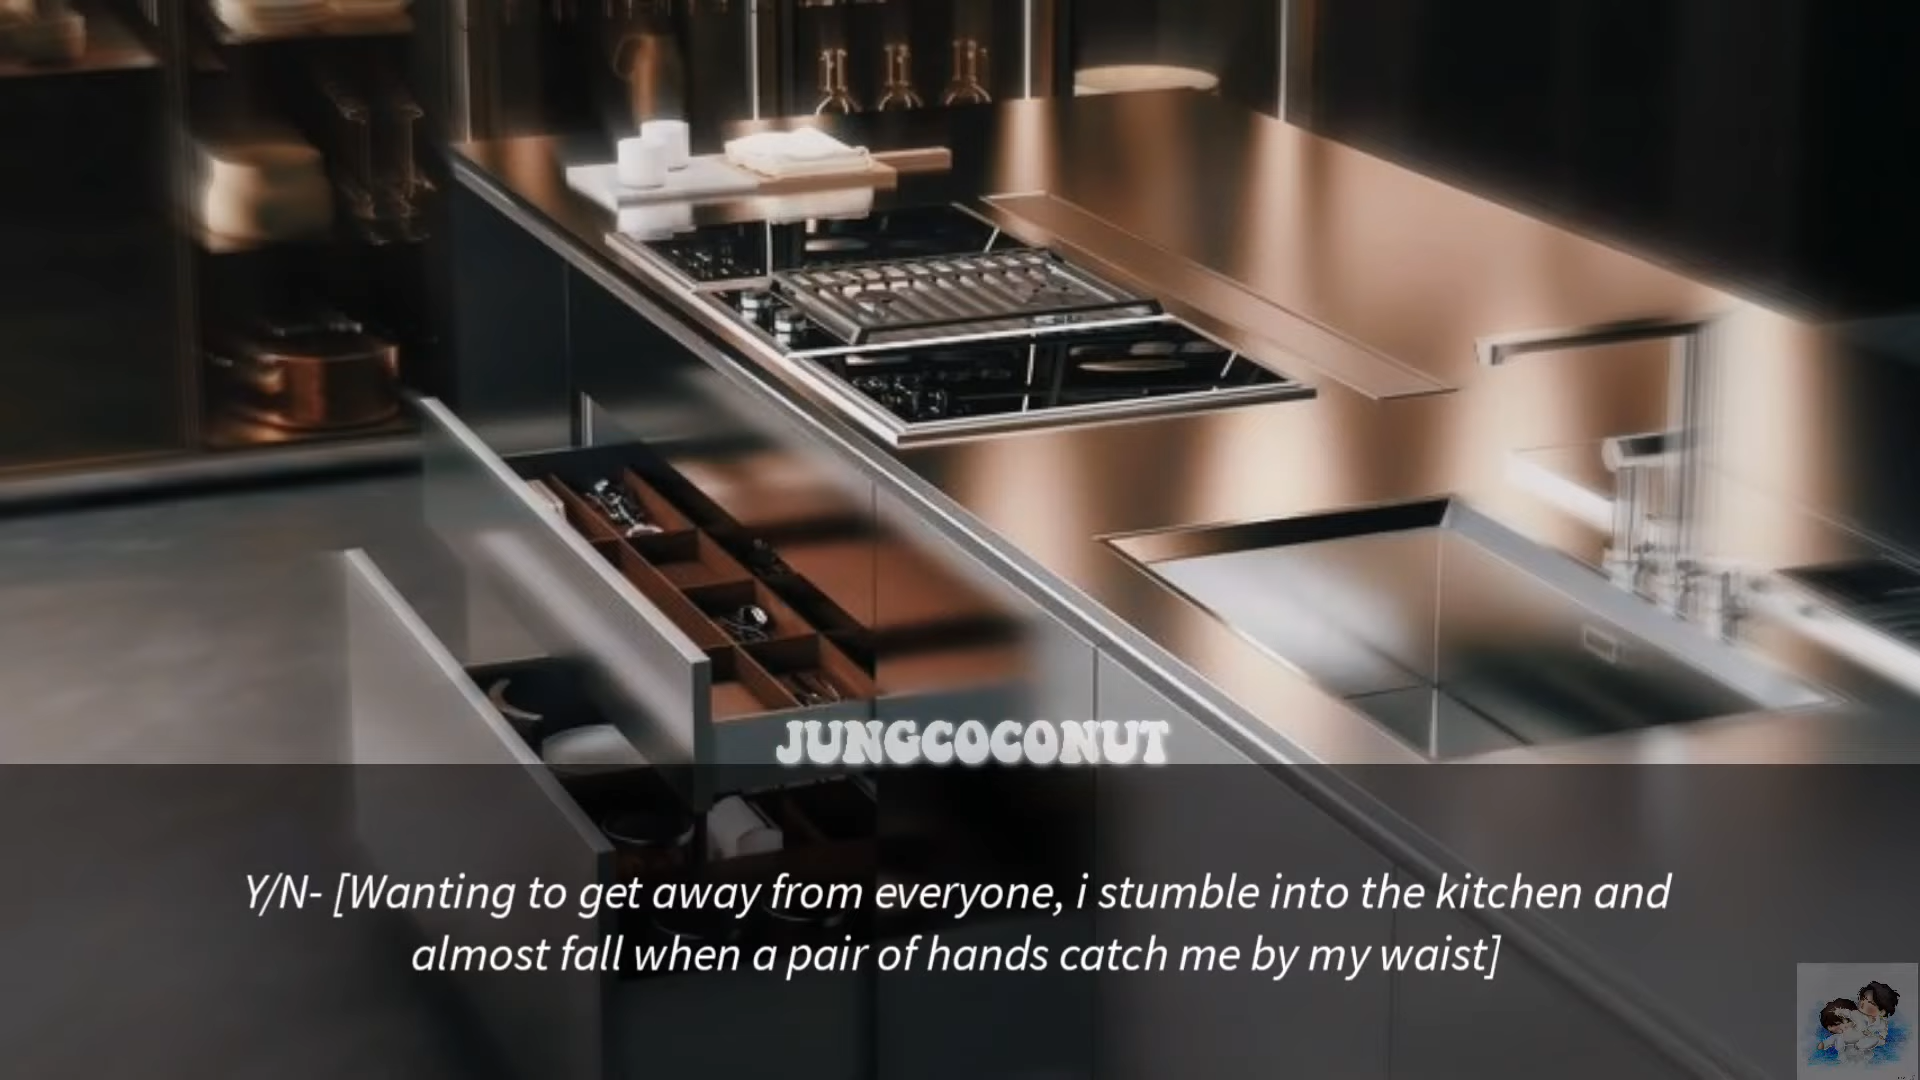 JUNGCOCONUT
Y/N- [Wanting to get away from everyone, i stumble into the kitchen and
almost fall when a pair of hands catch me by my waist]